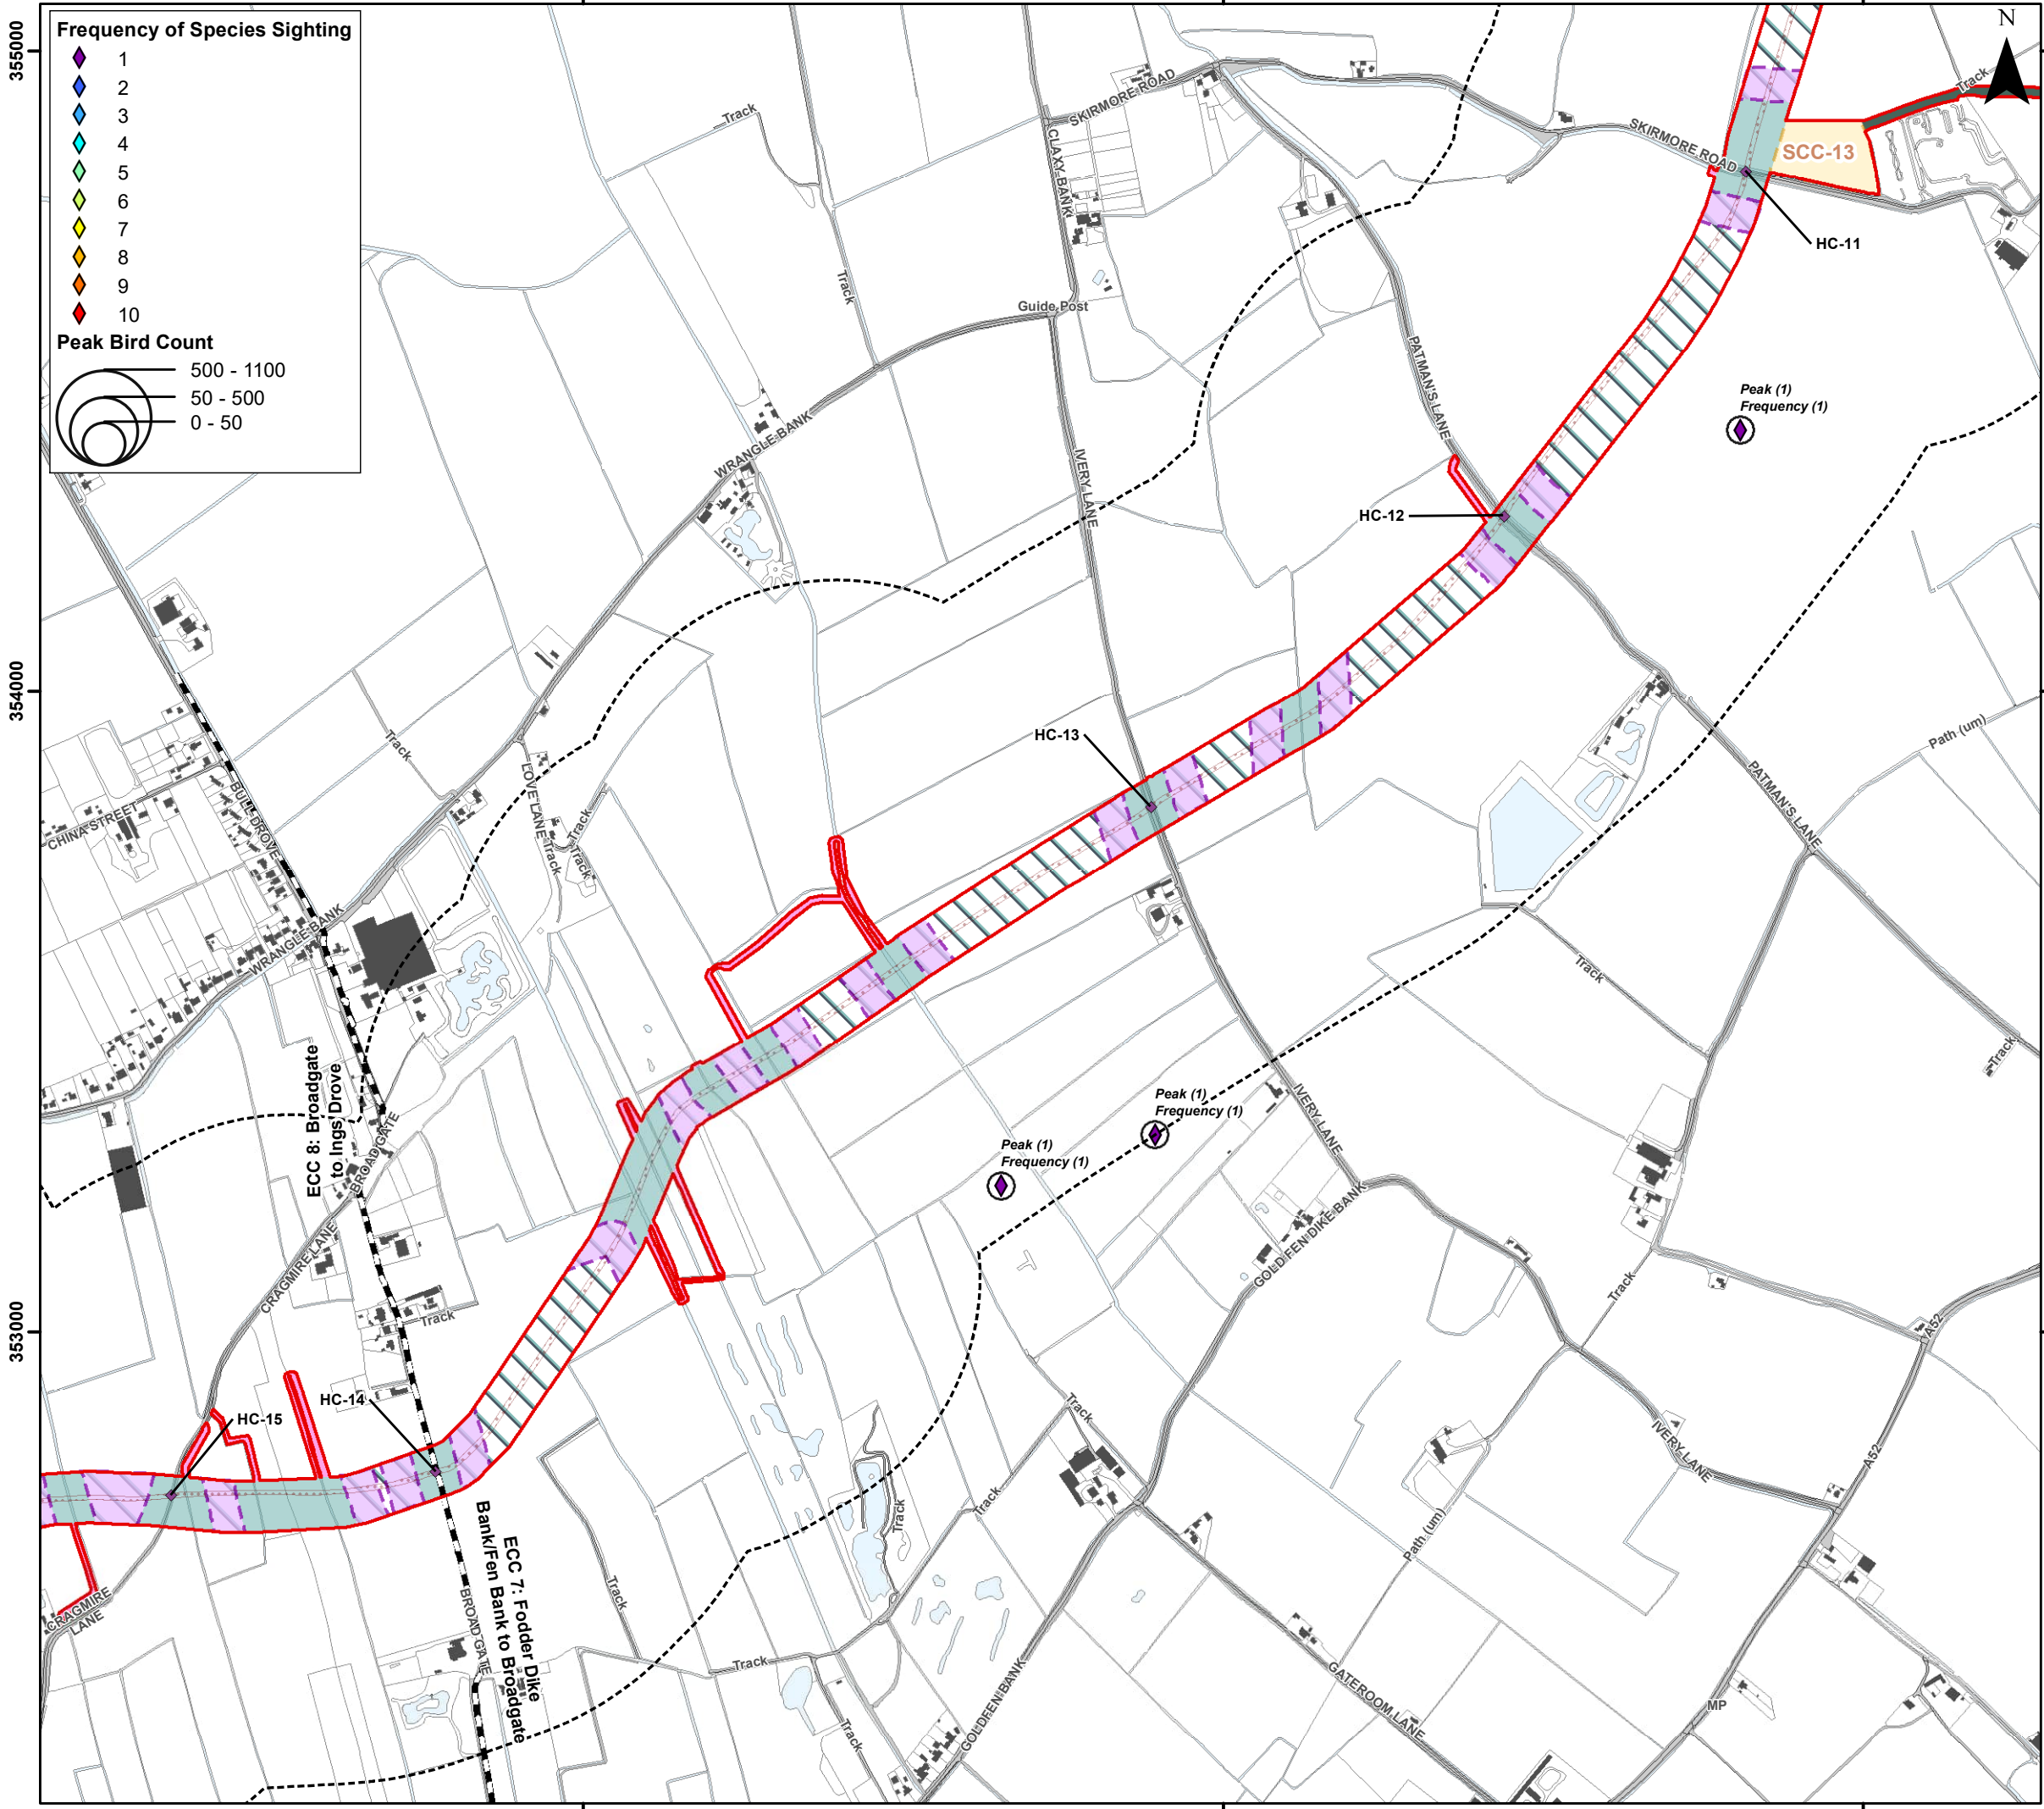 Frequency of Species Sighting
1
2
3
4
5
6
7
8
9
10
Peak Bird Count
500 - 1100
50 - 500
0 - 50
N
355000
354000
353000
Track
SKIRMORE ROAD
CLAXY BANK
Track
SKIRMORE ROAD
Track
SCC-13
HC-11
Guide Post
PATMAN'S LANE
Peak (1)
Frequency (1)
WRANGLE BANK
IVERY LANE
HC-12
HC-13
Track
LOVE LANE
Track
Track
Track
CHINA STREET
BULLDROVE
WRANGLE BANK
Path (um)
PATMAN'S LANE
Track
Track
ECC 8: Broadgate
to Ings Drove
BROADGATE
Peak (1)
Frequency (1)
Peak (1)
Frequency (1)
IVERY LANE
GOLDFEN DIKE BANK
CRAGMIRE LANE
Track
Track
A52
HC-14
HC-15
Track
IVERY LANE
A52
Track
Track
Path (um)
ECC 7: Fodder Dike
Bank/Fen Bank to Broadgate
CRAGMIRE
LANE
BROADGATE
Track
Track
Track
GOLDFEN BANK
GATEROOM LANE
MP